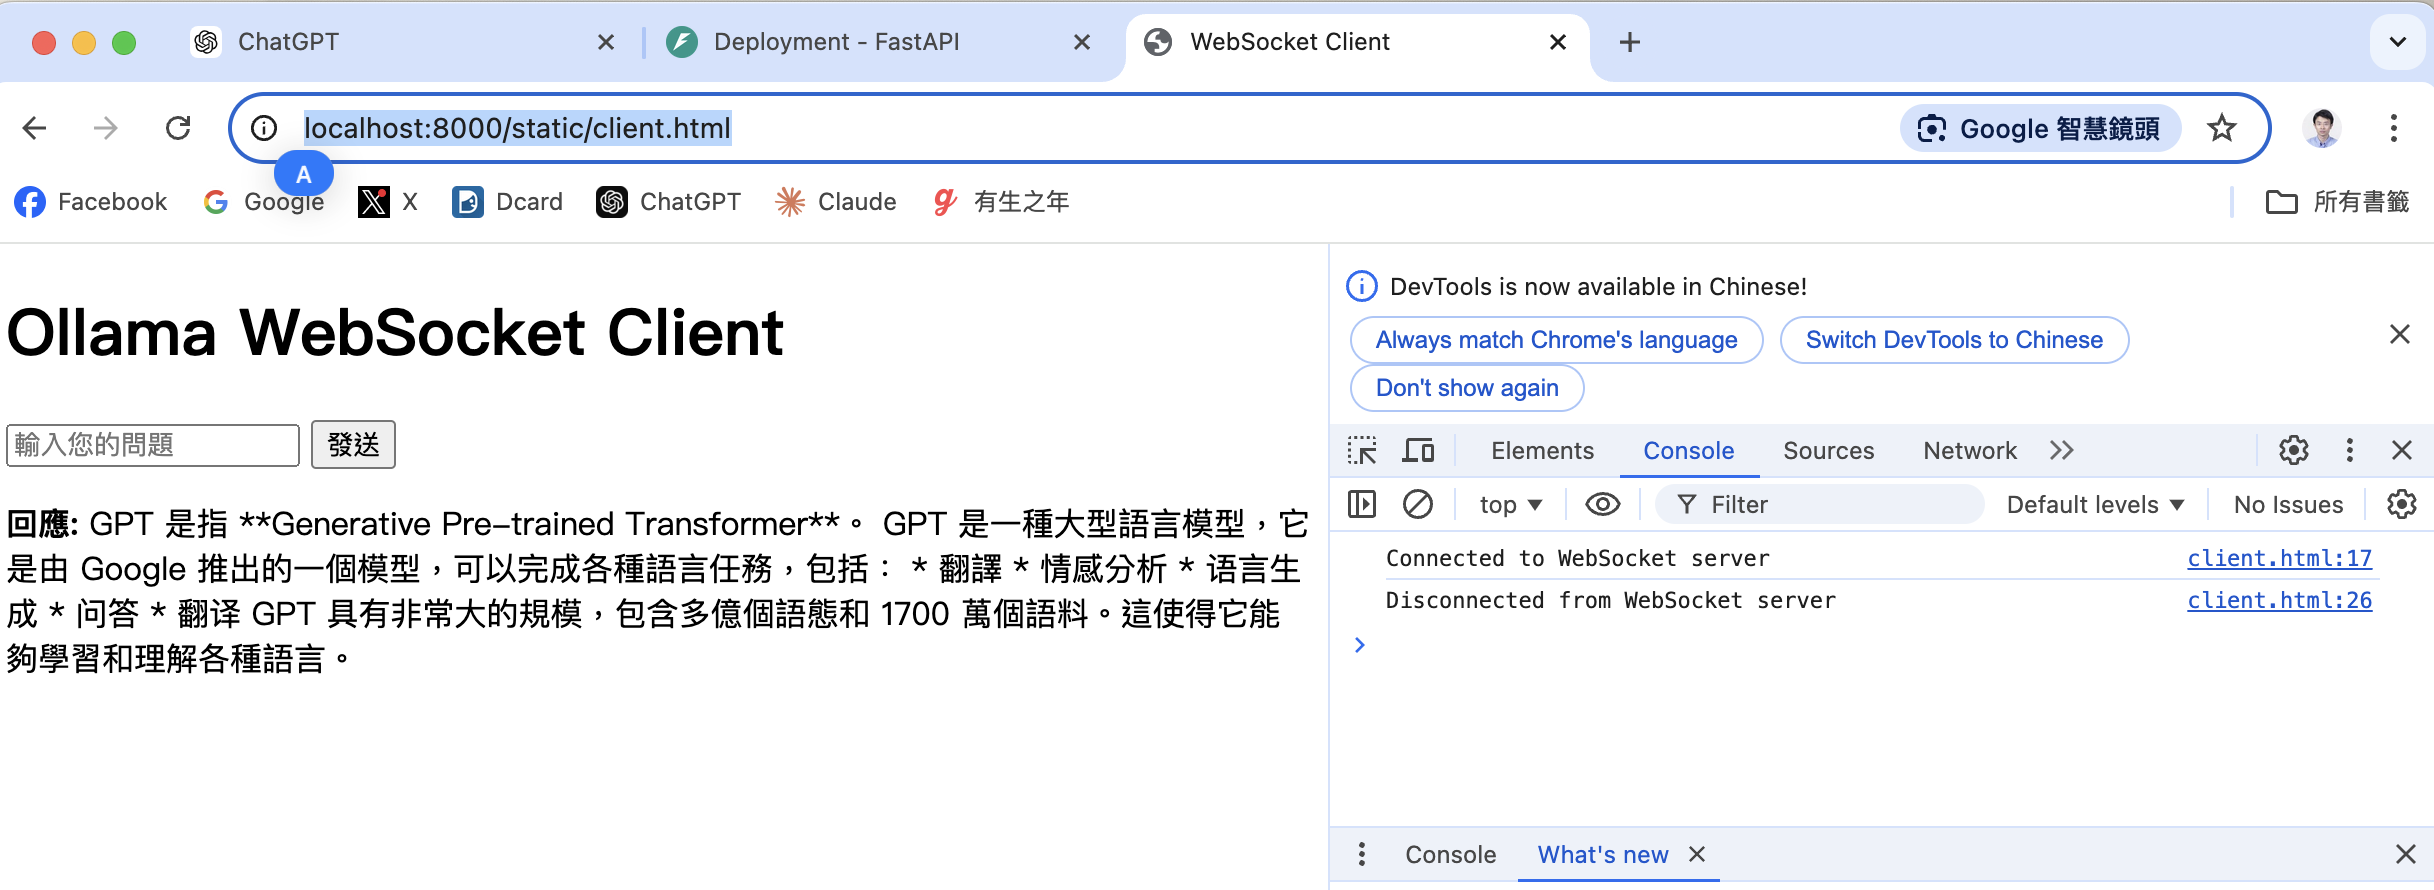 ChatGPT
Deployment - FastAPI
WebSocket Client
localhost:8000/static/client.html
Google 智慧鏡頭
A
Facebook
Google
X
Dcard
ChatGPT
Claude
有生之年
所有書籤
Ollama WebSocket Client
輸入您的問題
發送
回應: GPT 是指 **Generative Pre-trained Transformer**。 GPT 是一種大型語言模型，它
是由 Google 推出的一個模型，可以完成各種語言任務，包括： * 翻譯 * 情感分析 * 语言生
成 * 问答 * 翻译 GPT 具有非常大的規模，包含多億個語態和 1700 萬個語料。這使得它能
夠學習和理解各種語言。
DevTools is now available in Chinese!
Always match Chrome's language
Switch DevTools to Chinese
Don't show again
Elements
Console
Sources
Network
top
Filter
Default levels
No Issues
Connected to WebSocket server
client.html:17
Disconnected from WebSocket server
client.html:26
Console
What's new